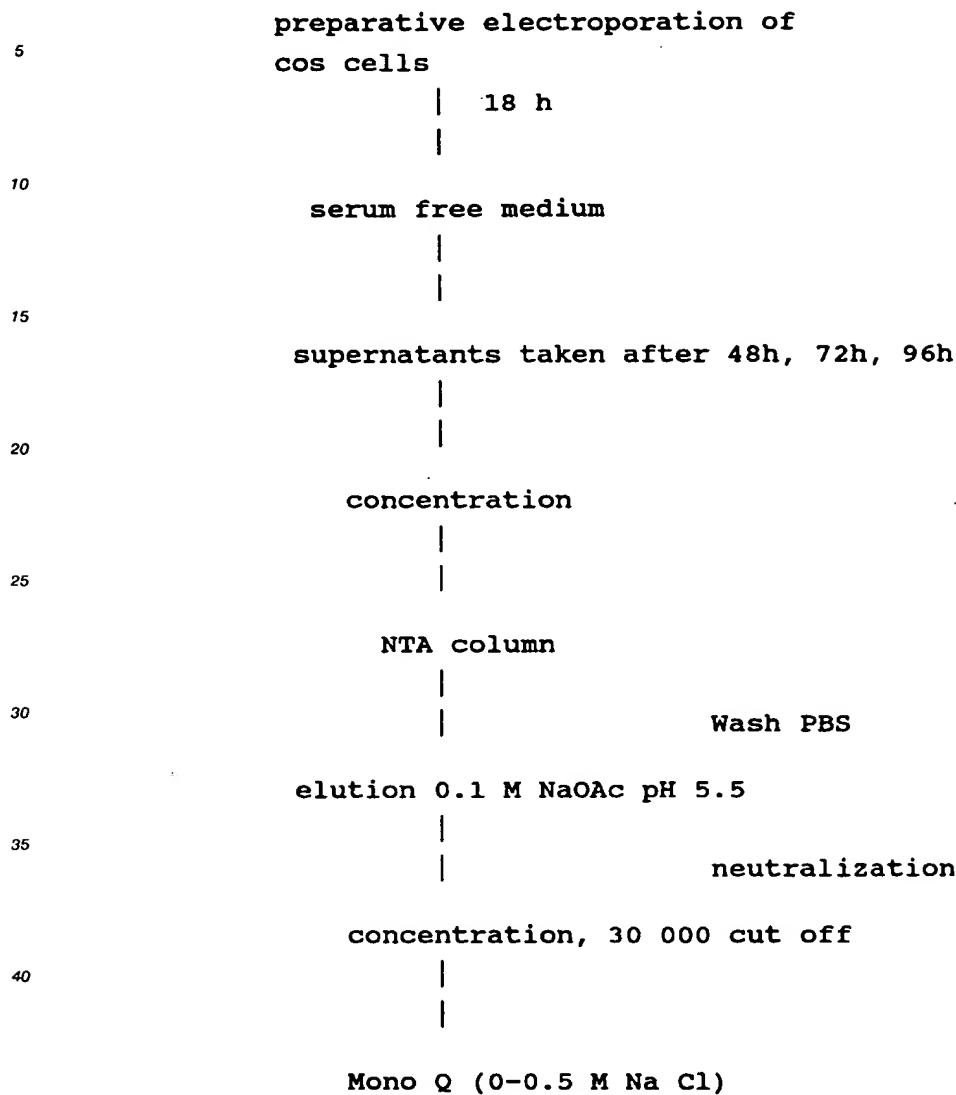 preparative electroporation of
5
cos cells
18 h
10
serum free medium
15
supernatants taken after 48h, 72h, 96h
20
concentration
25
NTA column
30
Wash PBS
elution 0.1 M NaOAc pH 5.5
35
neutralization
concentration, 30 000 cut off
40
Mono Q (0-0.5 M Na Cl)